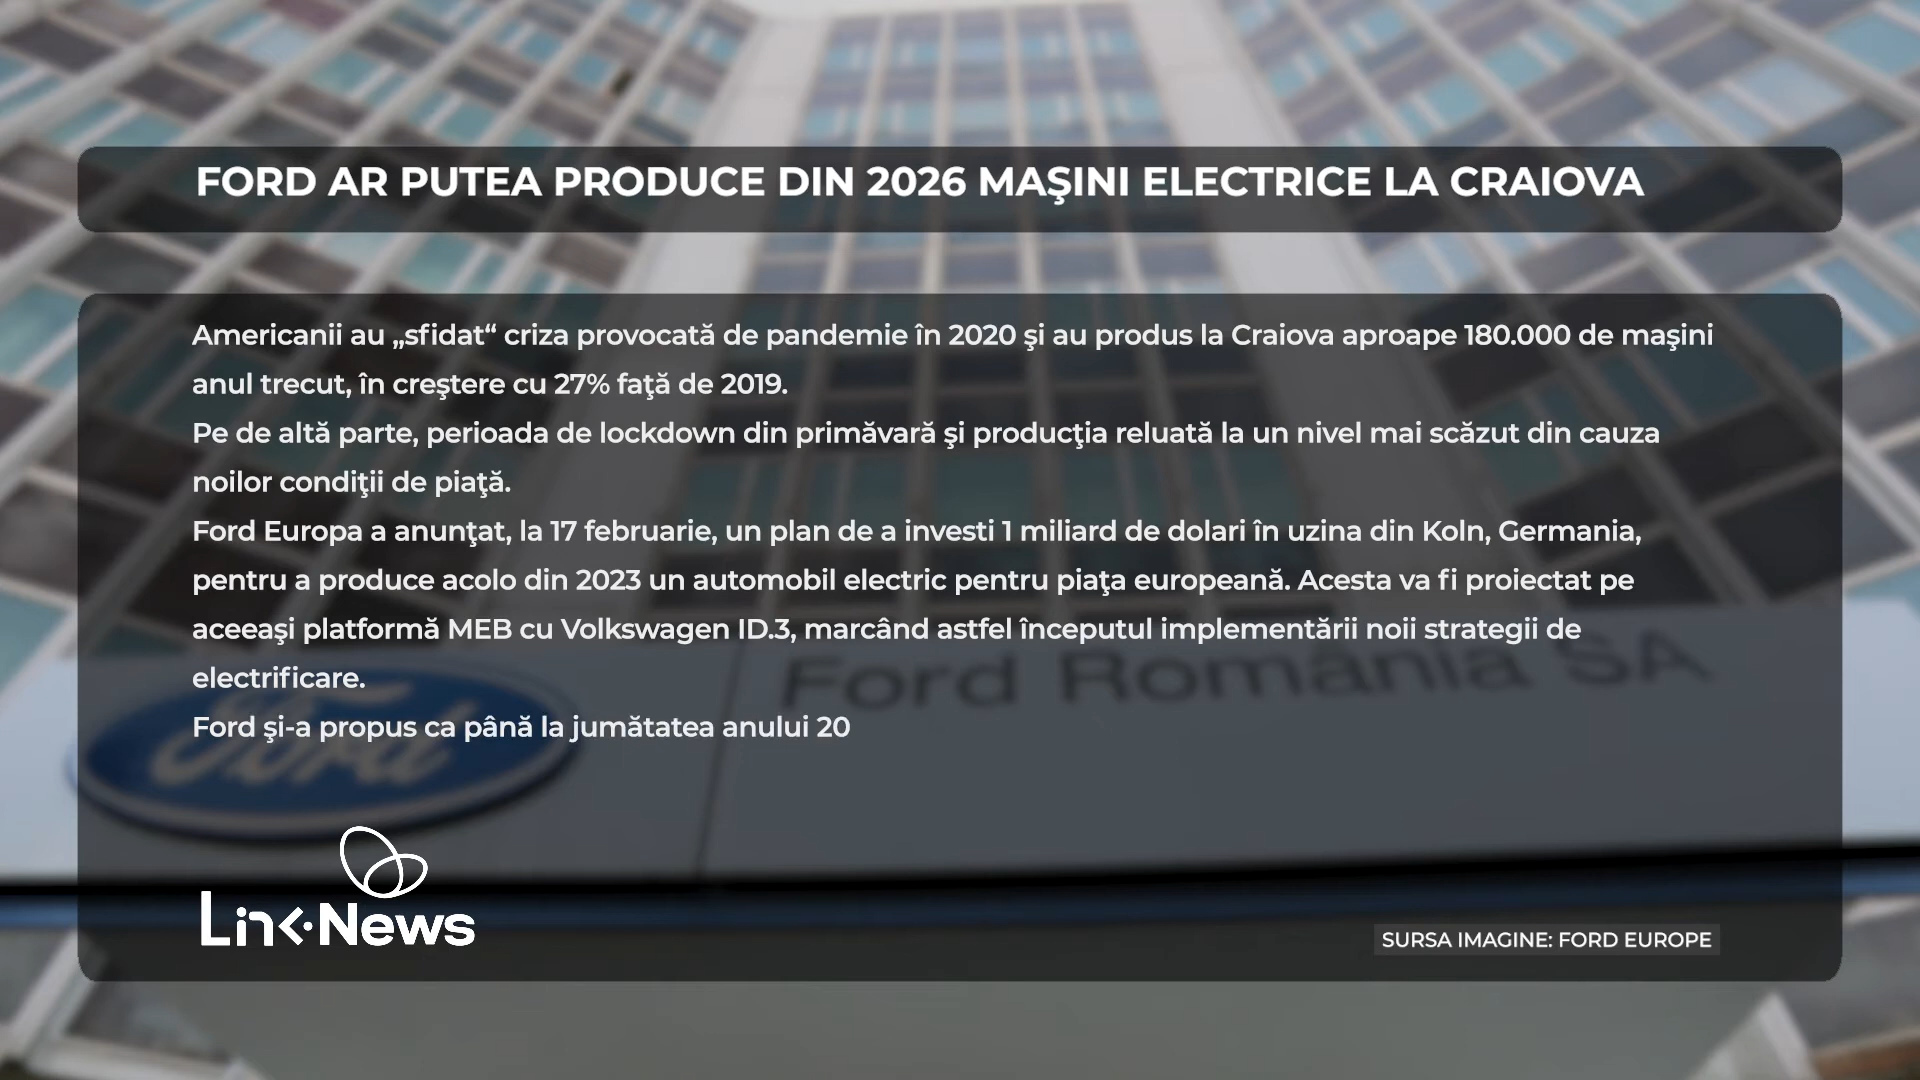 FORD AR PUTEA PRODUCE DIN 2026 MAŞINI ELECTRICE LA CRAIOVA
Americanii au „sfidat“ criza provocată de pandemie în 2020 şi au produs la Craiova aproape 180.000 de maşini
anul trecut, în creştere cu 27% faţă de 2019.
Pe de altă parte, perioada de lockdown din primăvară şi producţia reluată la un nivel mai scăzut din cauza
noilor condiţii de piaţă.
Ford Europa a anunţat, la 17 februarie, un plan de a investi 1 miliard de dolari în uzina din Koln, Germania,
pentru a produce acolo din 2023 un automobil electric pentru piaţa europeană. Acesta va fi proiectat pe
aceeaşi platformă MEB cu Volkswagen ID.3, marcând astfel începutul implementării noii strategii de
electrificare.
Ford România SA
Ford şi-a propus ca până la jumătatea anului 20
Ford
Link News
SURSA IMAGINE: FORD EUROPE